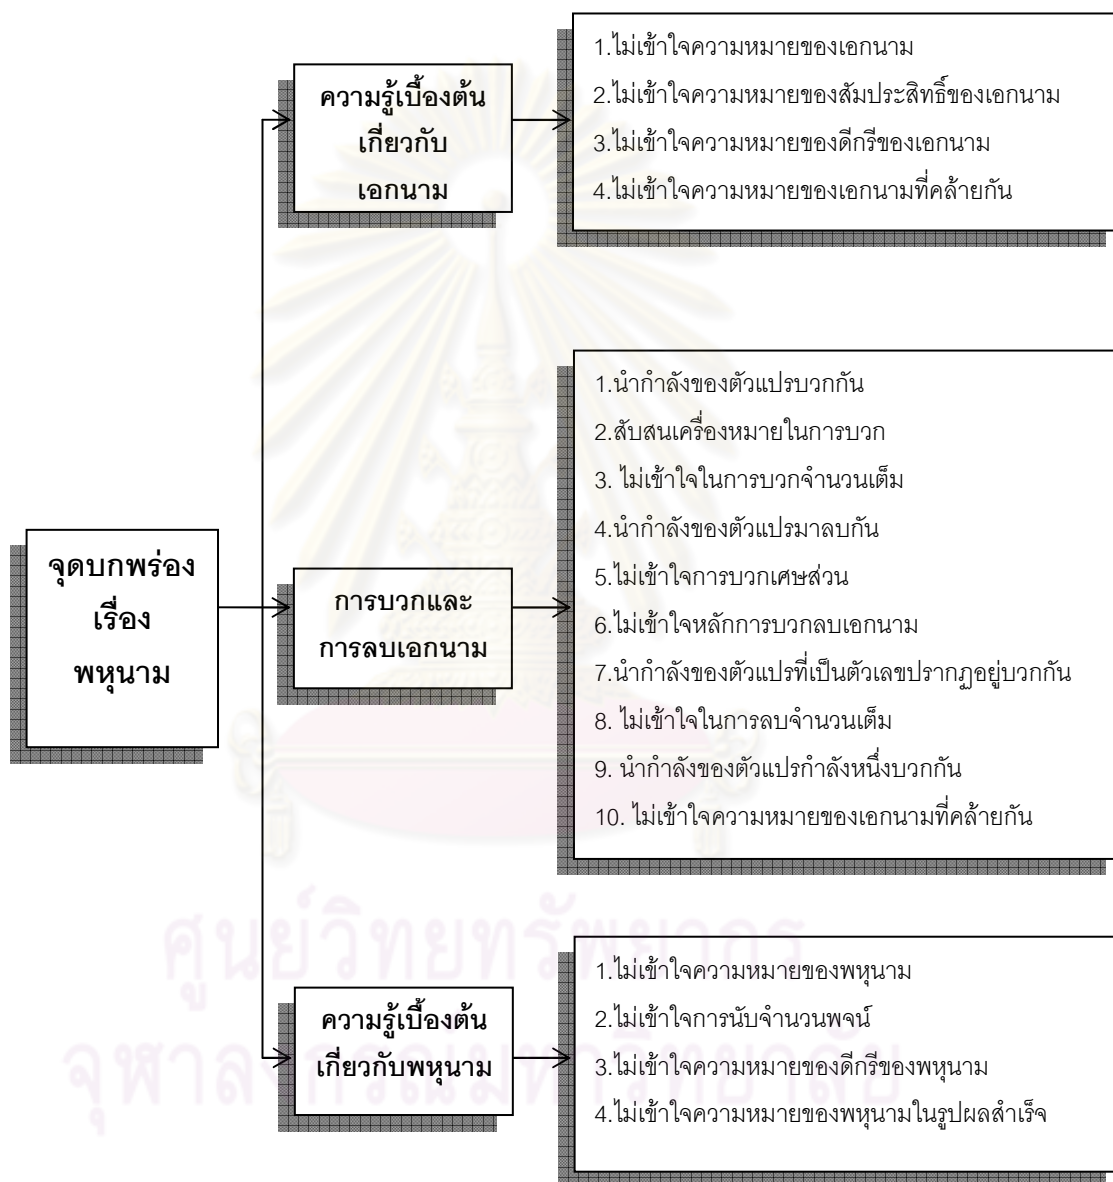 จุดบกพร่อง
เรื่อง
พหุนาม
ความรู้เบื้องต้น
เกี่ยวกับ
เอกนาม
1.ไม่เข้าใจความหมายของเอกนาม
2.ไม่เข้าใจความหมายของสัมประสิทธิ์ของเอกนาม
3.ไม่เข้าใจความหมายของดีกรีของเอกนาม
4.ไม่เข้าใจความหมายของเอกนามที่คล้ายกัน
การบวกและ
การลบเอกนาม
1.นำกำลังของตัวแปรบวกกัน
2.สับสนเครื่องหมายในการบวก
3. ไม่เข้าใจในการบวกจำนวนเต็ม
4.นำกำลังของตัวแปรมาลบกัน
5.ไม่เข้าใจการบวกเศษส่วน
6.ไม่เข้าใจหลักการบวกลบเอกนาม
7.นำกำลังของตัวแปรที่เป็นตัวเลขปรากฏอยู่บวกกัน
8. ไม่เข้าใจในการลบจำนวนเต็ม
9. นำกำลังของตัวแปรกำลังหนึ่งบวกกัน
10. ไม่เข้าใจความหมายของเอกนามที่คล้ายกัน
ความรู้เบื้องต้น
เกี่ยวกับพหุนาม
1.ไม่เข้าใจความหมายของพหุนาม
2.ไม่เข้าใจการนับจำนวนพจน์
3.ไม่เข้าใจความหมายของดีกรีของพหุนาม
4.ไม่เข้าใจความหมายของพหุนามในรูปผลสำเร็จ
ศูนย์วิทยทรัพยากร
จุฬาลงกรณ์มหาวิทยาลัย